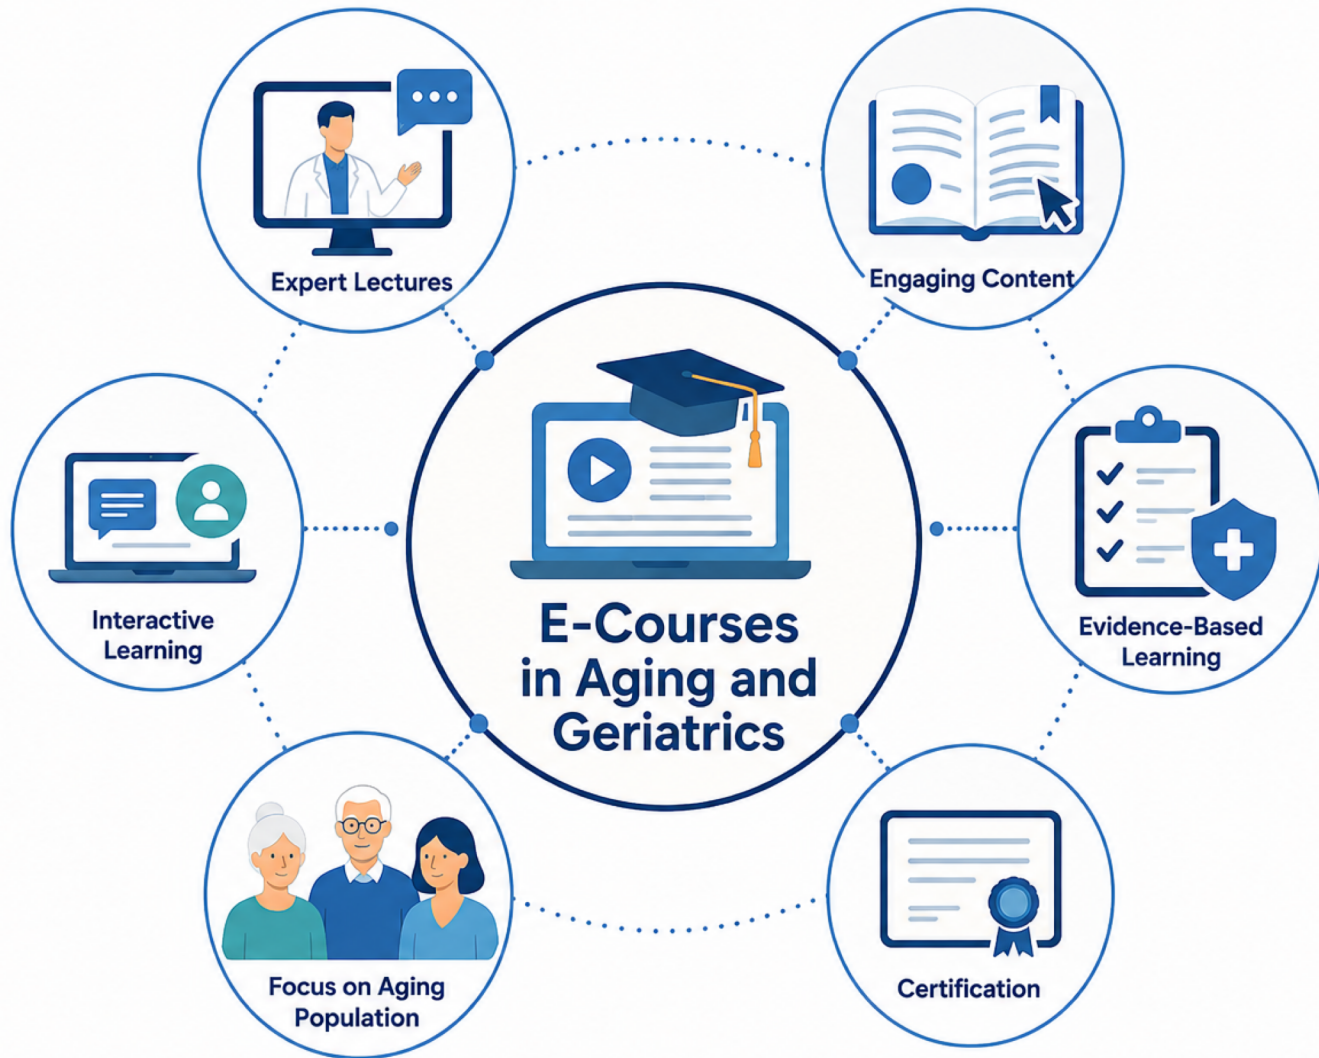 Expert Lectures
Engaging Content
Interactive
Learning
E-Courses
in Aging and
Geriatrics
Evidence-Based
Learning
Focus on Aging
Population
Certification